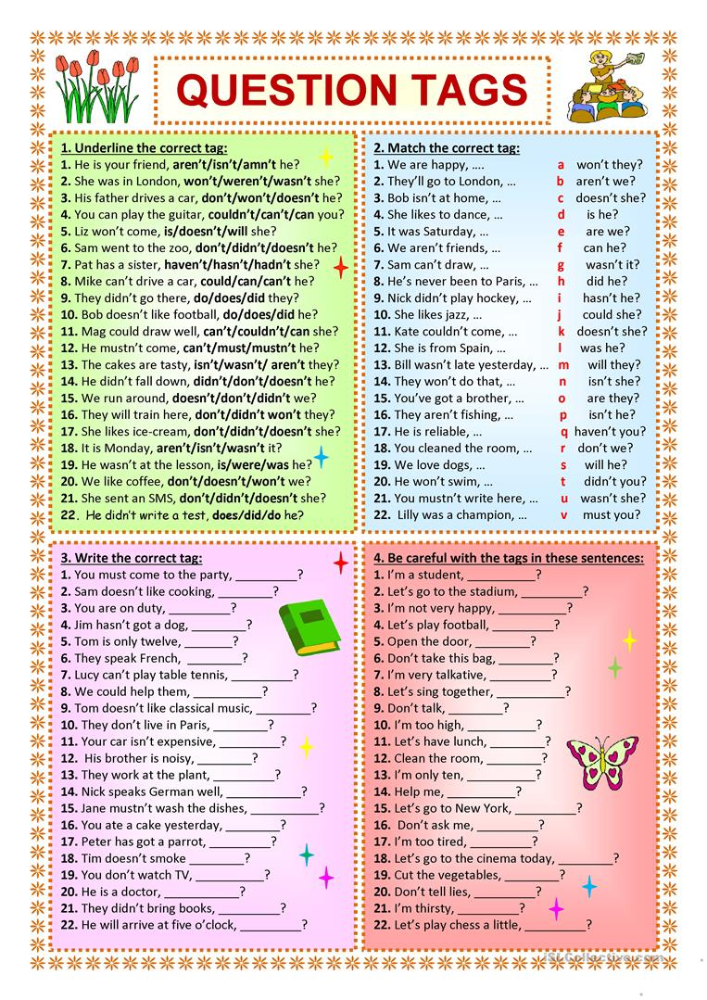 QUESTION TAGS
1. Underline the correct tag:
1. He is your friend, aren't/isn't/amn't he?
2. She was in London, won't/weren't/wasn't she?
3. His father drives a car, don't/won't/doesn't he?
4. You can play the guitar, couldn't/can't/can you?
5. Liz won't come, is/doesn't/will she?
6. Sam went to the zoo, don't/didn't/doesn't he?
7. Pat has a sister, haven't/hasn't/hadn't she?
8. Mike can't drive a car, could/can/can't he?
9. They didn't go there, do/does/did they?
10. Bob doesn't like football, do/does/did he?
11. Mag could draw well, can't/couldn't/can she?
12. He mustn't come, can't/must/mustn't he?
13. The cakes are tasty, isn't/wasn't/ aren't they?
14. He didn't fall down, didn't/don't/doesn't he?
15. We run around, doesn't/don't/didn't we?
16. They will train here, don't/didn't won't they?
17. She likes ice-cream, don't/didn't/doesn't she?
18. It is Monday, aren't/isn't/wasn't it?
19. He wasn't at the lesson, is/were/was he?
20. We like coffee, don't/doesn't/won't we?
21. She sent an SMS, don't/didn't/doesn't she?
22. He didn't write a test, does/did/do he?
2. Match the correct tag:
1. We are happy, .... a won't they?
2. They'll go to London, ... b aren't we?
3. Bob isn't at home, ... c doesn't she?
4. She likes to dance, ... d is he?
5. It was Saturday, ... e are we?
6. We aren't friends, ... f can he?
7. Sam can't draw, ... g wasn't it?
8. He's never been to Paris, ... h did he?
9. Nick didn't play hockey, ... i hasn't he?
10. She likes jazz, ... j could she?
11. Kate couldn't come, ... k doesn't she?
12. She is from Spain, ... l was he?
13. Bill wasn't late yesterday, ... m will they?
14. They won't do that, ... n isn't she?
15. You've got a brother, ... o are they?
16. They aren't fishing, ... p isn't he?
17. He is reliable, ... q haven't you?
18. You cleaned the room, ... r don't we?
19. We love dogs, ... s will he?
20. He won't swim, ... t didn't you?
21. You mustn't write here, ... u wasn't she?
22. Lilly was a champion, ... v must you?
3. Write the correct tag:
1. You must come to the party, __________?
2. Sam doesn't like cooking, _________?
3. You are on duty, __________?
4. Jim hasn't got a dog, _________?
5. Tom is only twelve, _________?
6. They speak French, _________?
7. Lucy can't play table tennis, __________?
8. We could help them, __________?
9. Tom doesn't like classical music, _________?
10. They don't live in Paris, _________?
11. Your car isn't expensive, _________?
12. His brother is noisy, _________?
13. They work at the plant, __________?
14. Nick speaks German well, __________?
15. Jane mustn't wash the dishes, __________?
16. You ate a cake yesterday, _________?
17. Peter has got a parrot, _________?
18. Tim doesn't smoke _________?
19. You don't watch TV, __________?
20. He is a doctor, _________?
21. They didn't bring books, _________?
22. He will arrive at five o'clock, _________?
4. Be careful with the tags in these sentences:
1. I'm a student, __________?
2. Let's go to the stadium, __________?
3. I'm not very happy, __________?
4. Let's play football, _________?
5. Open the door, _________?
6. Don't take this bag, _________?
7. I'm very talkative, _________?
8. Let's sing together, __________?
9. Don't talk, ________?
10. I'm too high, _________?
11. Let's have lunch, ________?
12. Clean the room, _________?
13. I'm only ten, __________?
14. Help me, __________?
15. Let's go to New York, _________?
16. Don't ask me, _________?
17. I'm too tired, _________?
18. Let's go to the cinema today, ________?
19. Cut the vegetables, ________?
20. Don't tell lies, _________?
21. I'm thirsty, _________?
22. Let's play chess a little, _________?
iSLCollective.com